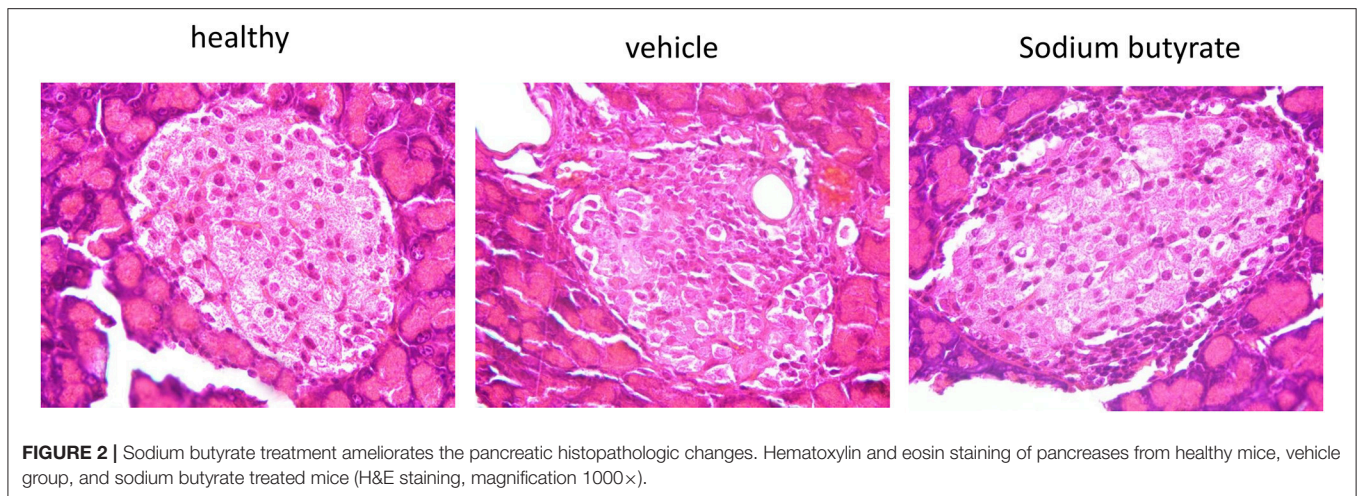 healthy
vehicle
Sodium butyrate
FIGURE 2 | Sodium butyrate treatment ameliorates the pancreatic histopathologic changes. Hematoxylin and eosin staining of pancreases from healthy mice, vehicle
group, and sodium butyrate treated mice (H&E staining, magnification 1000×).